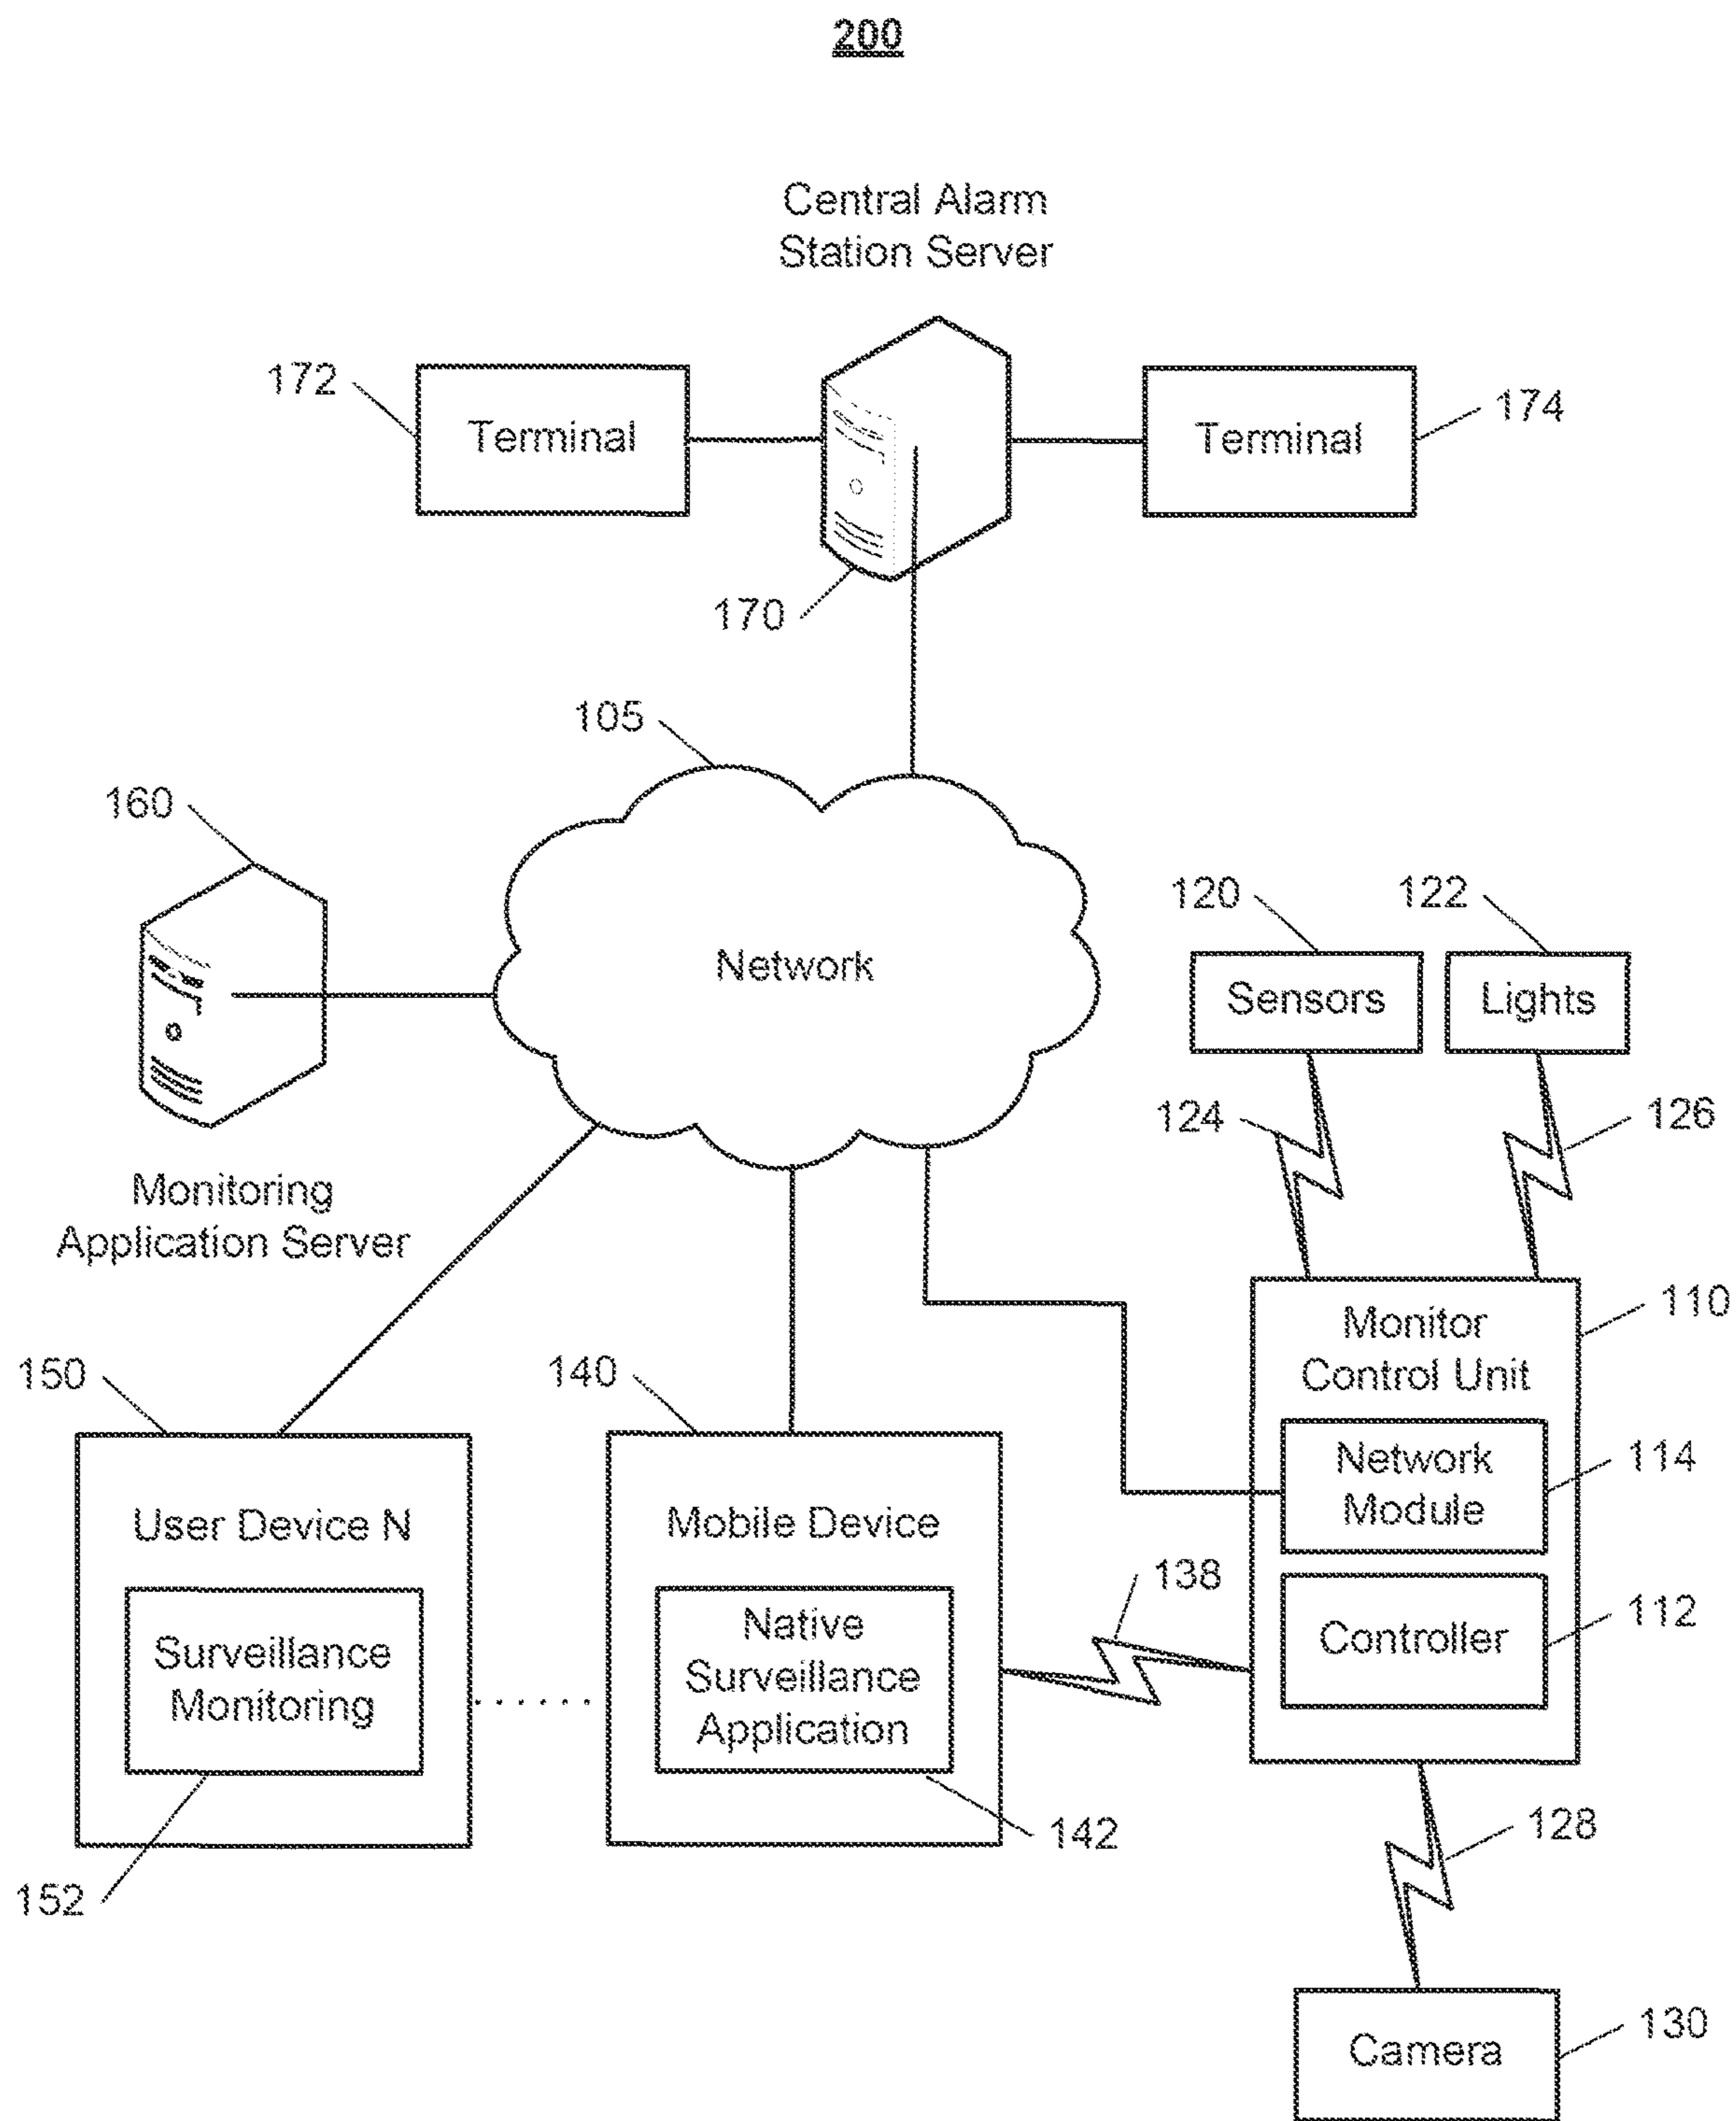 200
Central Alarm
Station Server
172
Terminal
Terminal
174
170
105
160
Network
120
122
Sensors
Lights
124
126
Monitoring
Application Server
110
Monitor
Control Unit
150
140
Network
Module
114
User Device N
Mobile Device
138
112
Controller
Surveillance
Monitoring
Native
Surveillance
Application
142
128
152
Camera
130